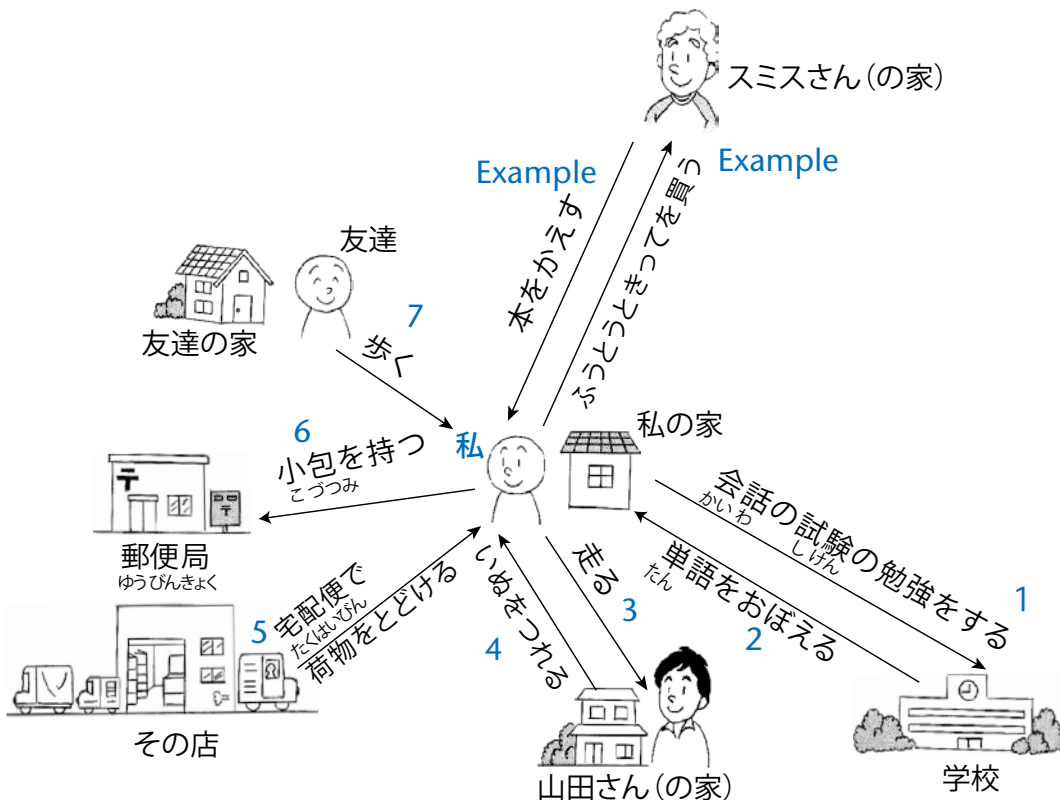 スミスさん（の家）
Example
Example
本をかえす
ふうとうときってを買う
友達
友達の家
7
歩く
私
私の家
6
小包を持つ
こづつみ
〒
〒
郵便局
ゆうびんきょく
会話の試験の勉強をする
かいわ
しけん
1
単語をおぼえる
たん
2
走る
3
いぬをつれる
4
5
宅配便で
たくはいびん
荷物をとどける
その店
山田さん（の家）
学校